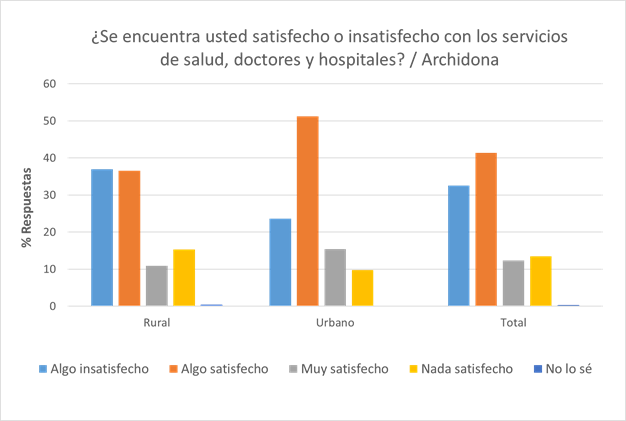 ¿Se encuentra usted satisfecho o insatisfecho con los servicios
de salud, doctores y hospitales? / Archidona
% Respuestas
60
50
40
30
20
10
0
Rural Urbano Total
Algo insatisfecho Algo satisfecho Muy satisfecho Nada satisfecho No lo sé